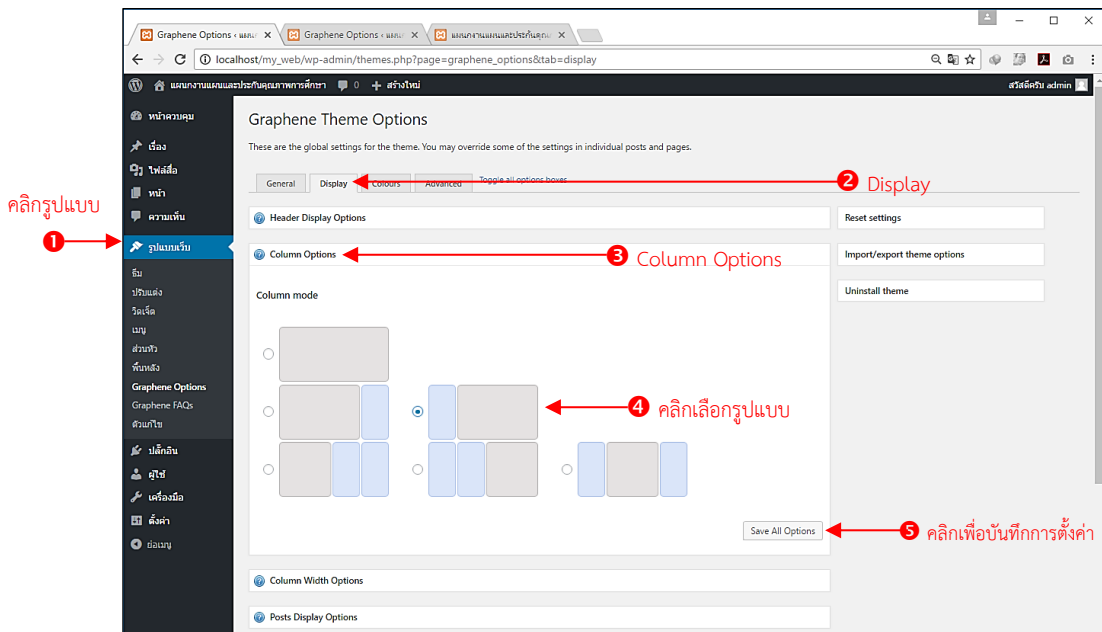 Graphene Options ‹ แผนก
Graphene Options ‹ แผนก
แผนกงานแผนและประกันคุณภ
localhost/my_web/wp-admin/themes.php?page=graphene_options&tab=display
แผนกงานแผนและประกันคุณภาพการศึกษา 0 + สร้างใหม่
สวัสดีครับ admin
หน้าควบคุม
เรื่อง
ไฟล์สื่อ
หน้า
ความเห็น
รูปแบบเว็บ
ธีม
ปรับแต่ง
วิดเจ็ต
เมนู
ส่วนหัว
พื้นหลัง
Graphene Options
Graphene FAQs
ตัวแก้ไข
ปลั๊กอิน
ผู้ใช้
เครื่องมือ
ตั้งค่า
ย่อเมนู
คลิกรูปแบบ
❶
Graphene Theme Options
These are the global settings for the theme. You may override some of the settings in individual posts and pages.
General Display Colours Advanced Toggle all options boxes
❷ Display
Header Display Options
Column Options
❸ Column Options
Column mode
❹ คลิกเลือกรูปแบบ
Save All Options
❺ คลิกเพื่อบันทึกการตั้งค่า
Column Width Options
Posts Display Options
Reset settings
Import/export theme options
Uninstall theme